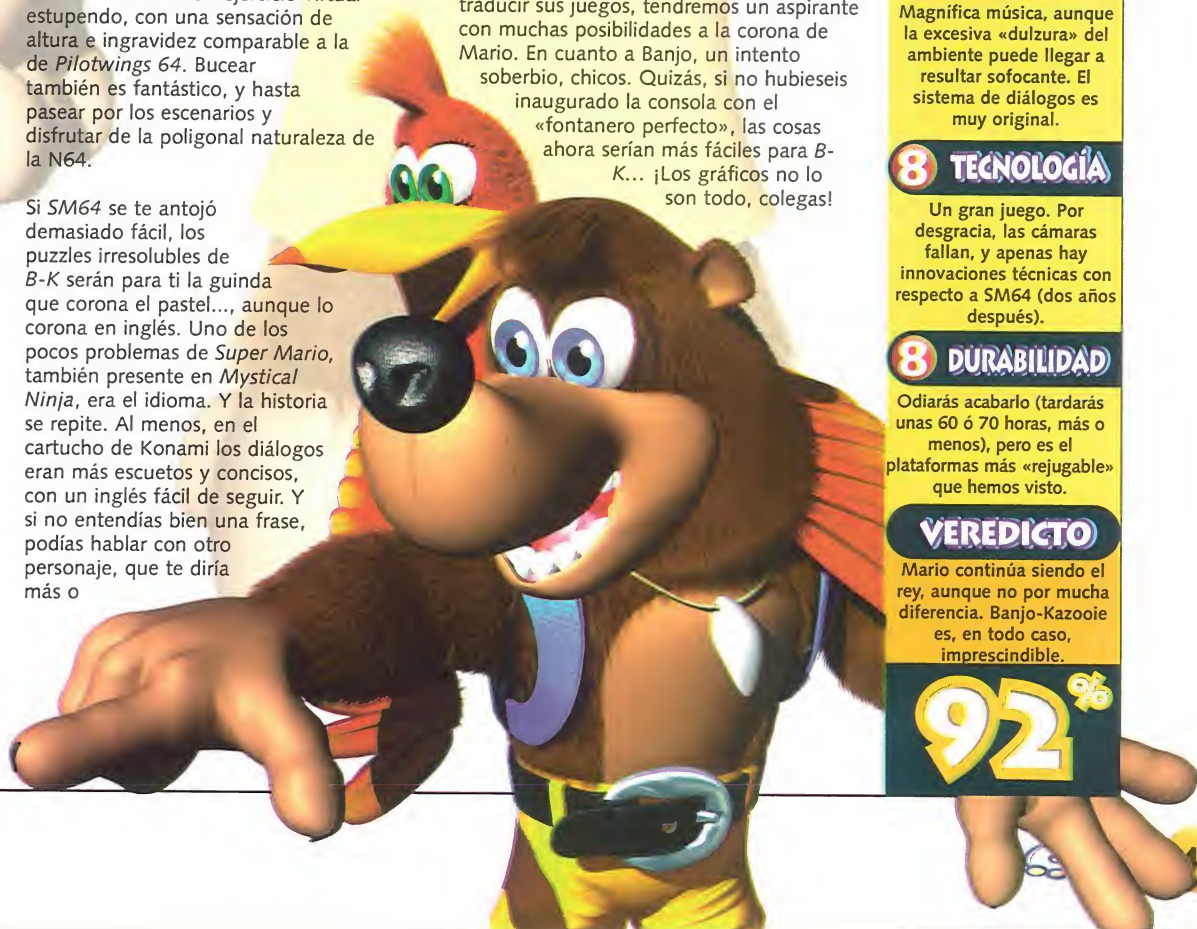 estupendo, con una sensación de
altura e ingravidez comparable a la
de Pilotwings 64. Bucear
también es fantástico, y hasta
pasear por los escenarios y
disfrutar de la poligonal naturaleza de
la N64.
Si SM64 se te antojó
demasiado fácil, los
puzzles irresolubles de
B-K serán para ti la guinda
que corona el pastel..., aunque lo
corona en inglés. Uno de los
pocos problemas de Super Mario,
también presente en Mystical
Ninja, era el idioma. Y la historia
se repite. Al menos, en el
cartucho de Konami los diálogos
eran más escuetos y concisos,
con un inglés fácil de seguir. Y
si no entendías bien una frase,
podías hablar con otro
personaje, que te diría
más o
traducir sus juegos, tendremos un aspirante
con muchas posibilidades a la corona de
Mario. En cuanto a Banjo, un intento
soberbio, chicos. Quizás, si no hubieseis
inaugurado la consola con el
«fontanero perfecto», las cosas
ahora serían más fáciles para B-
K... ¡Los gráficos no lo
son todo, colegas!
Magnífica música, aunque
la excesiva «dulzura» del
ambiente puede llegar a
resultar sofocante. El
sistema de diálogos es
muy original.
8 TECNOLOGÍA
Un gran juego. Por
desgracia, las cámaras
fallan, y apenas hay
innovaciones técnicas con
respecto a SM64 (dos años
después).
8 DURABILIDAD
Odiarás acabarlo (tardarás
unas 60 ó 70 horas, más o
menos), pero es el
plataformas más «rejugable»
que hemos visto.
VEREDICTO
Mario continúa siendo el
rey, aunque no por mucha
diferencia. Banjo-Kazooie
es, en todo caso,
imprescindible.
92%